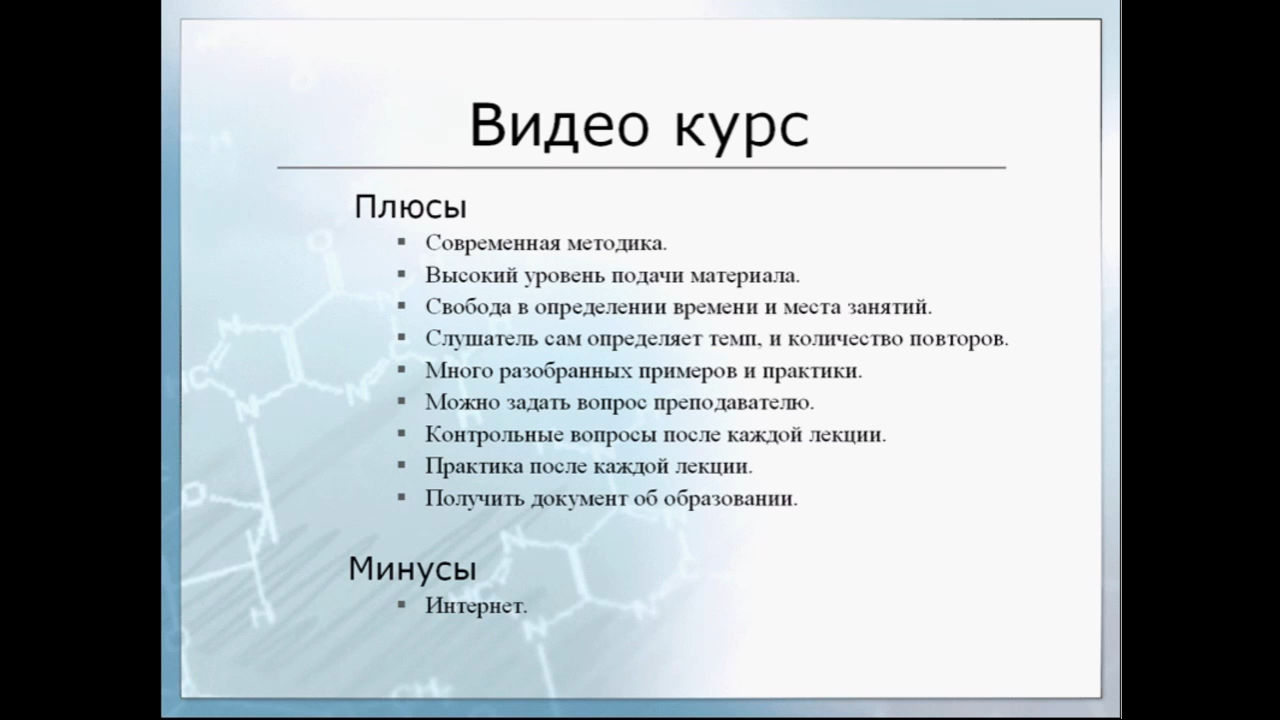 Видео курс
Плюсы
▪ Современная методика.
▪ Высокий уровень подачи материала.
▪ Свобода в определении времени и места занятий.
▪ Слушатель сам определяет темп, и количество повторов.
▪ Много разобранных примеров и практики.
▪ Можно задать вопрос преподавателю.
▪ Контрольные вопросы после каждой лекции.
▪ Практика после каждой лекции.
▪ Получить документ об образовании.
Минусы
▪ Интернет.